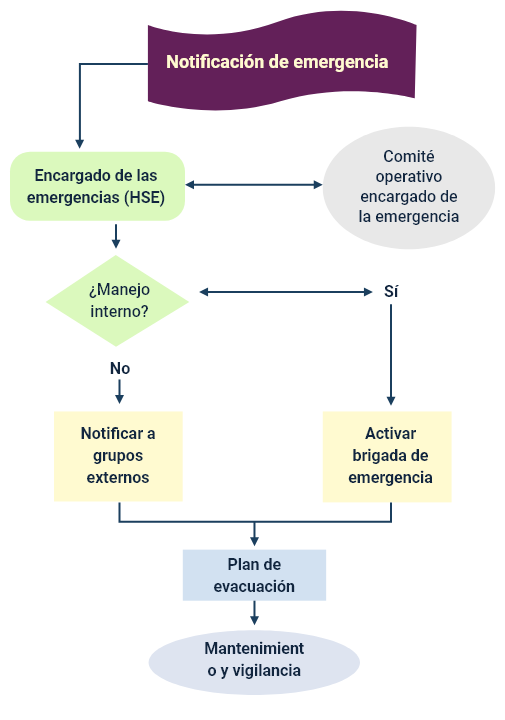 Notificación de emergencia
Encargado de las
emergencias (HSE)
Comité
operativo
encargado de
la emergencia
¿Manejo
interno?
Sí
No
Notificar a
grupos
externos
Activar
brigada de
emergencia
Plan de
evacuación
Mantenimient
o y vigilancia